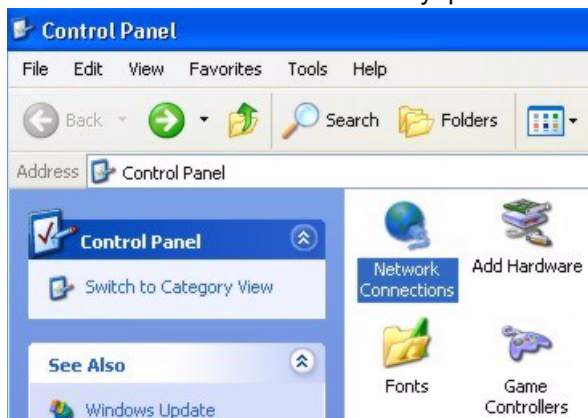 Control Panel
File Edit View Favorites Tools Help
Back Search Folders
Address Control Panel
Control Panel
Switch to Category View
See Also
Windows Update
Network Connections
Add Hardware
Fonts
Game Controllers